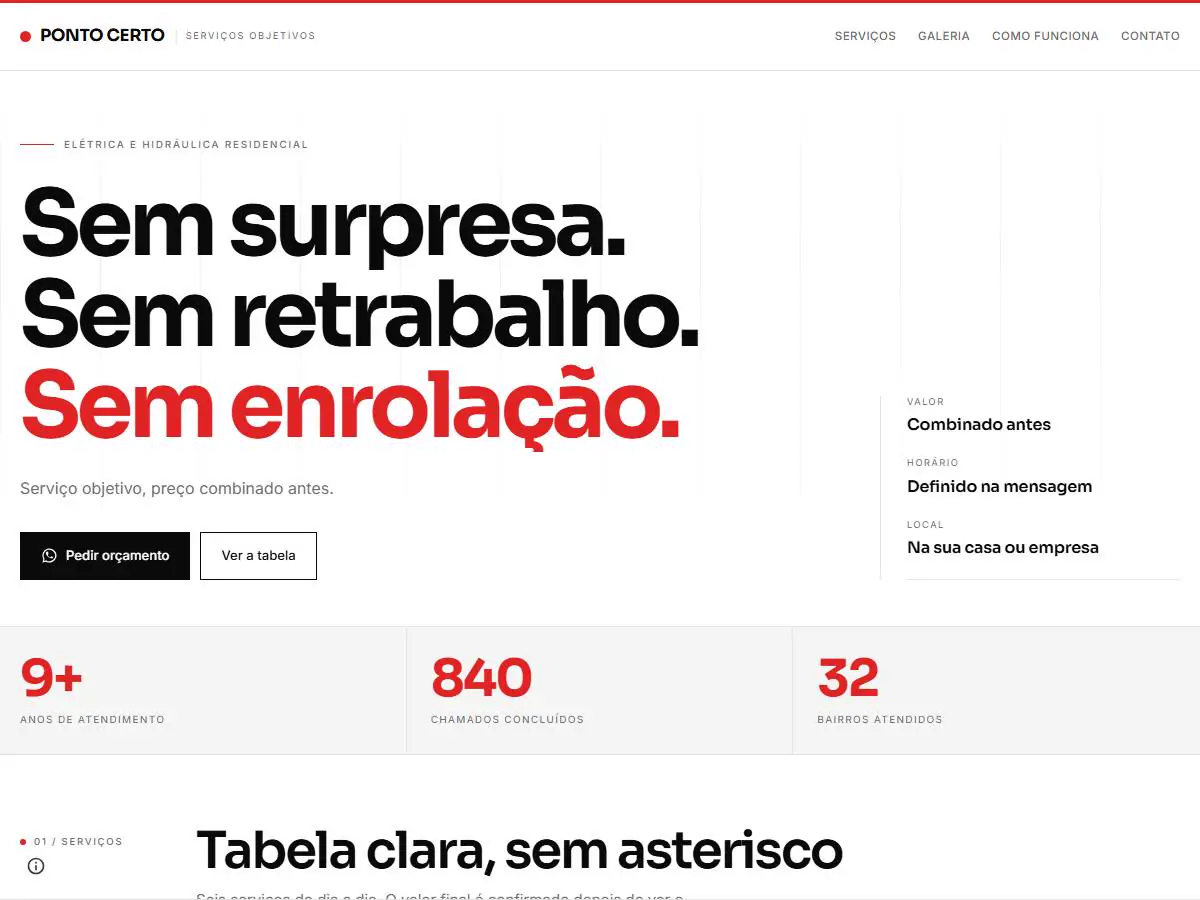 PONTO CERTO
SERVIÇOS OBJETIVOS
SERVIÇOS
GALERIA
COMO FUNCIONA
CONTATO
ELÉTRICA E HIDRÁULICA RESIDENCIAL
Sem surpresa.
Sem retrabalho.
Sem enrolação.
Serviço objetivo, preço combinado antes.
Pedir orçamento
Ver a tabela
VALOR
Combinado antes
HORÁRIO
Definido na mensagem
LOCAL
Na sua casa ou empresa
9+
ANOS DE ATENDIMENTO
840
CHAMADOS CONCLUÍDOS
32
BAIRROS ATENDIDOS
01 / SERVIÇOS
Tabela clara, sem asterisco